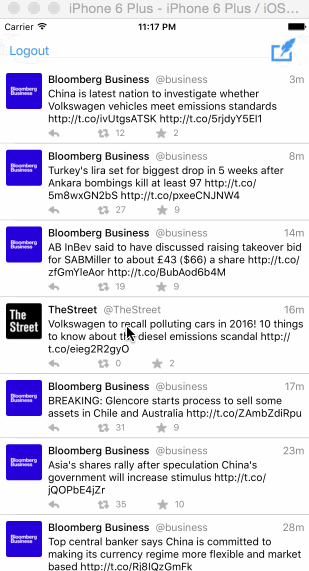 iPhone 6 Plus - iPhone 6 Plus / iOS...
Carrier 11:17 PM
Logout
Bloomberg Business
Bloomberg Business @business 3m
China is latest nation to investigate whether
Volkswagen vehicles meet emissions standards
http://t.co/ivUtgsATSK http://t.co/5rjdyY5El1
12 2
Bloomberg Business
Bloomberg Business @business 8m
Turkey's lira set for biggest drop in 5 weeks after
Ankara bombings kill at least 97 http://t.co/
5m8wxGN2bS http://t.co/pxeeCNJNW4
27 9
Bloomberg Business
Bloomberg Business @business 14m
AB InBev said to have discussed raising takeover bid
for SABMiller to about £43 ($66) a share http://t.co/
zfGmYleAor http://t.co/BubAod6b4M
19 9
The Street
TheStreet @TheStreet 16m
Volkswagen to recall polluting cars in 2016! 10 things
to know about the diesel emissions scandal http://
t.co/eieg2R2gyO
0 2
Bloomberg Business
Bloomberg Business @business 17m
BREAKING: Glencore starts process to sell some
assets in Chile and Australia http://t.co/ZAmbZdiRpu
31 9
Bloomberg Business
Bloomberg Business @business 23m
Asia's shares rally after speculation China's
government will increase stimulus http://t.co/
jQOPbE4jZr
35 10
Bloomberg Business
Bloomberg Business @business 28m
Top central banker says China is committed to
making its currency regime more flexible and market
based http://t.co/Rj8IQzGmFk